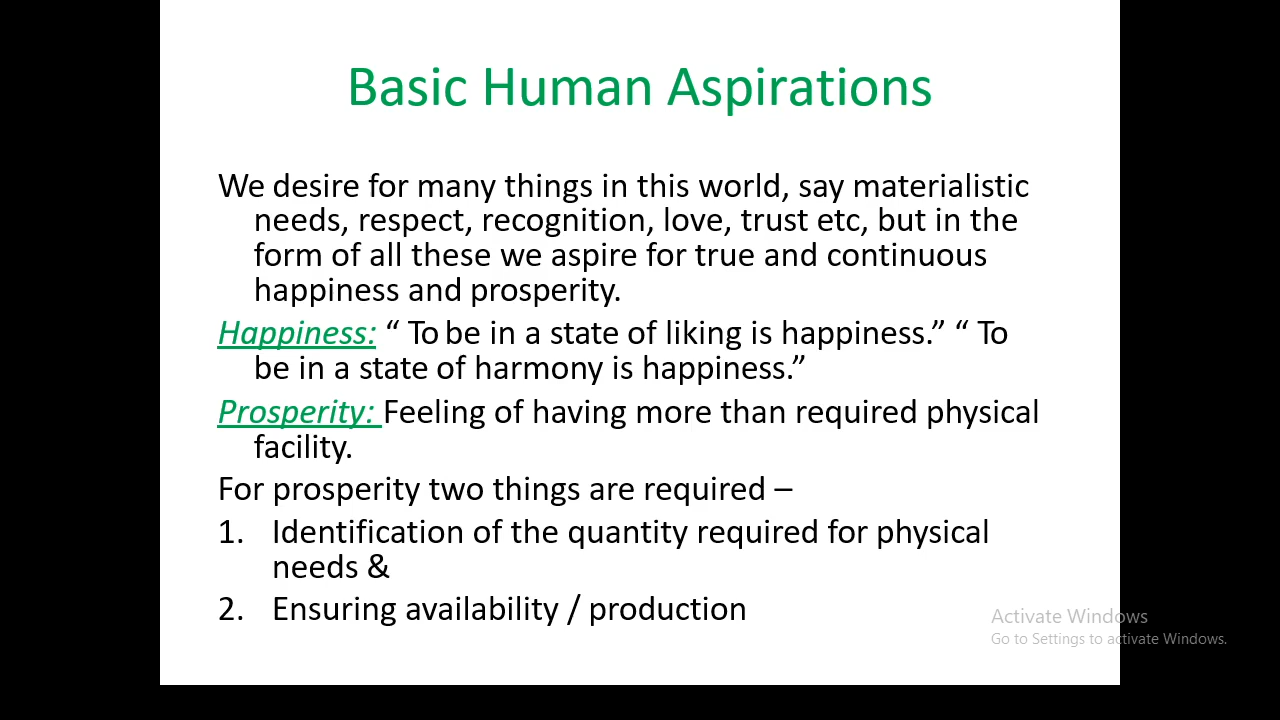 Basic Human Aspirations
We desire for many things in this world, say materialistic
needs, respect, recognition, love, trust etc, but in the
form of all these we aspire for true and continuous
happiness and prosperity.
Happiness: “ To be in a state of liking is happiness.” “ To
be in a state of harmony is happiness.”
Prosperity: Feeling of having more than required physical
facility.
For prosperity two things are required –
1. Identification of the quantity required for physical
needs &
2. Ensuring availability / production
Activate Windows
Go to Settings to activate Windows.